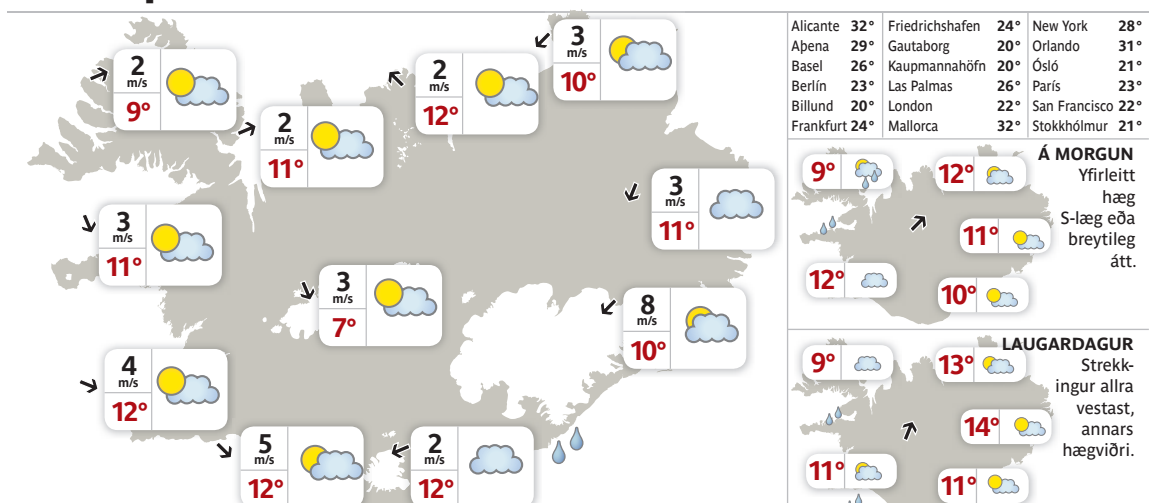 2
m/s
9°
2
m/s
11°
2
m/s
12°
3
m/s
10°
3
m/s
11°
3
m/s
11°
3
m/s
7°
8
m/s
10°
4
m/s
12°
5
m/s
12°
2
m/s
12°
Alicante 32° Friedrichshafen 24° New York 28°
Aþena 29° Gautaborg 20° Orlando 31°
Basel 26° Kaupmannahöfn 20° Ósló 21°
Berlín 23° Las Palmas 26° París 23°
Billund 20° London 22° San Francisco 22°
Frankfurt 24° Mallorca 32° Stokkhólmur 21°
Á MORGUN
Yfirleitt
hæg
S-læg eða
breytileg
átt.
9°
12°
11°
12°
10°
LAUGARDAGUR
Strekk-
ingur allra
vestast,
annars
hægviðri.
9°
13°
14°
11°
11°